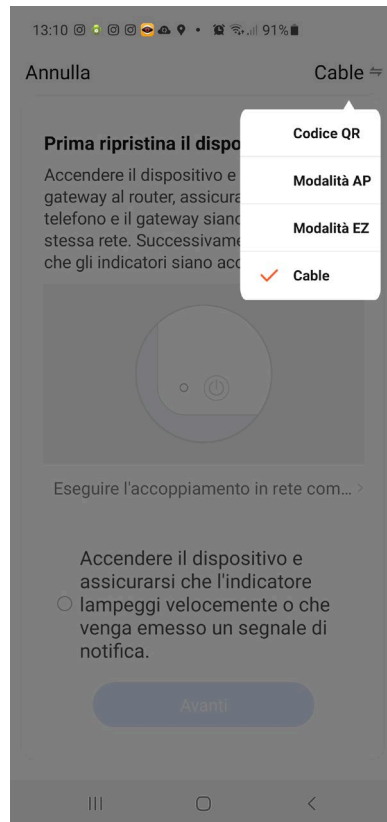 13:10 91%
Annulla Cable
Codice QR
Modalità AP
Modalità EZ
Cable
Prima ripristina il dispo
Accendere il dispositivo e
gateway al router, assicura
telefono e il gateway siano
stessa rete. Successivame
che gli indicatori siano acc
Eseguire l'accoppiamento in rete com...
Accendere il dispositivo e
assicurarsi che l'indicatore
lampeggi velocemente o che
venga emesso un segnale di
notifica.
Avanti